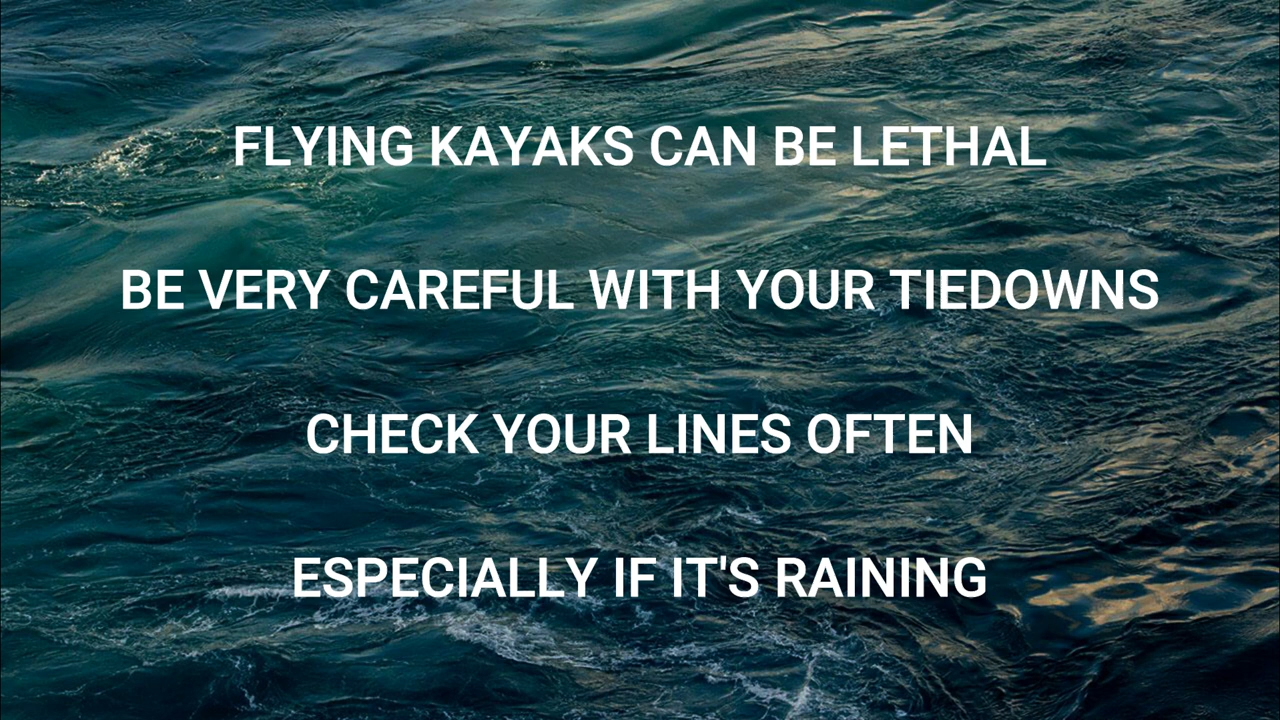 FLYING KAYAKS CAN BE LETHAL
BE VERY CAREFUL WITH YOUR TIEDOWNS
CHECK YOUR LINES OFTEN
ESPECIALLY IF IT'S RAINING